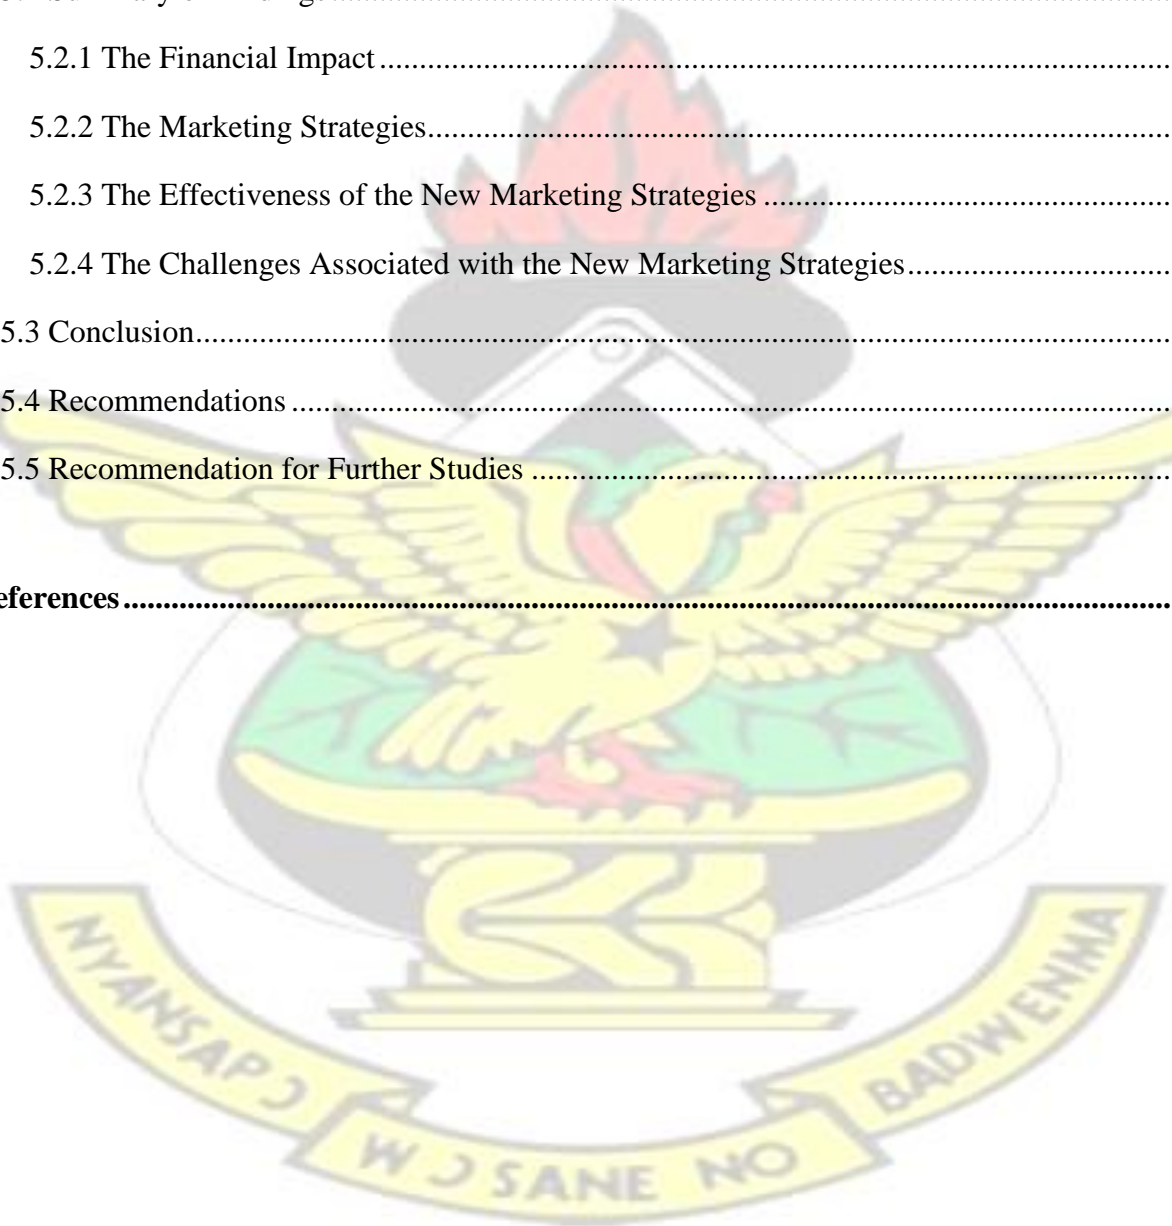 5.2.1 The Financial Impact ..........................................................................
5.2.2 The Marketing Strategies..........................................................................
5.2.3 The Effectiveness of the New Marketing Strategies ..........................................................................
5.2.4 The Challenges Associated with the New Marketing Strategies..........................................................................
5.3 Conclusion..........................................................................
5.4 Recommendations ..........................................................................
5.5 Recommendation for Further Studies ..........................................................................
eferences..........................................................................
NYANSAPƆ
WƆSANE NO
BADWENMA